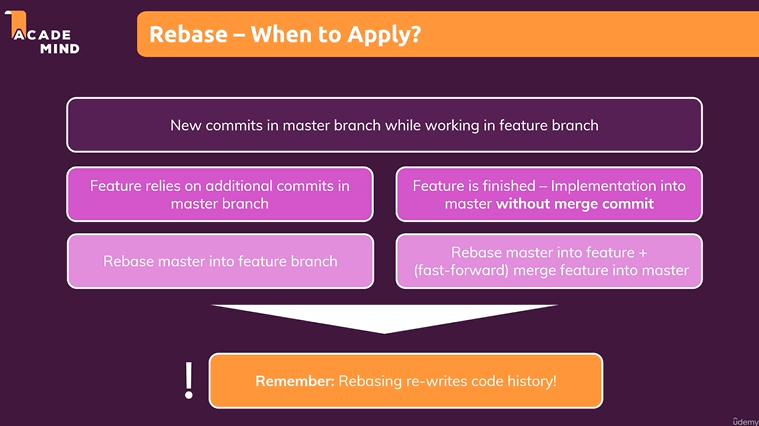 ACADE
MIND
Rebase – When to Apply?
New commits in master branch while working in feature branch
Feature relies on additional commits in
master branch
Feature is finished – Implementation into
master without merge commit
Rebase master into feature branch
Rebase master into feature +
(fast-forward) merge feature into master
! Remember: Rebasing re-writes code history!
udemy